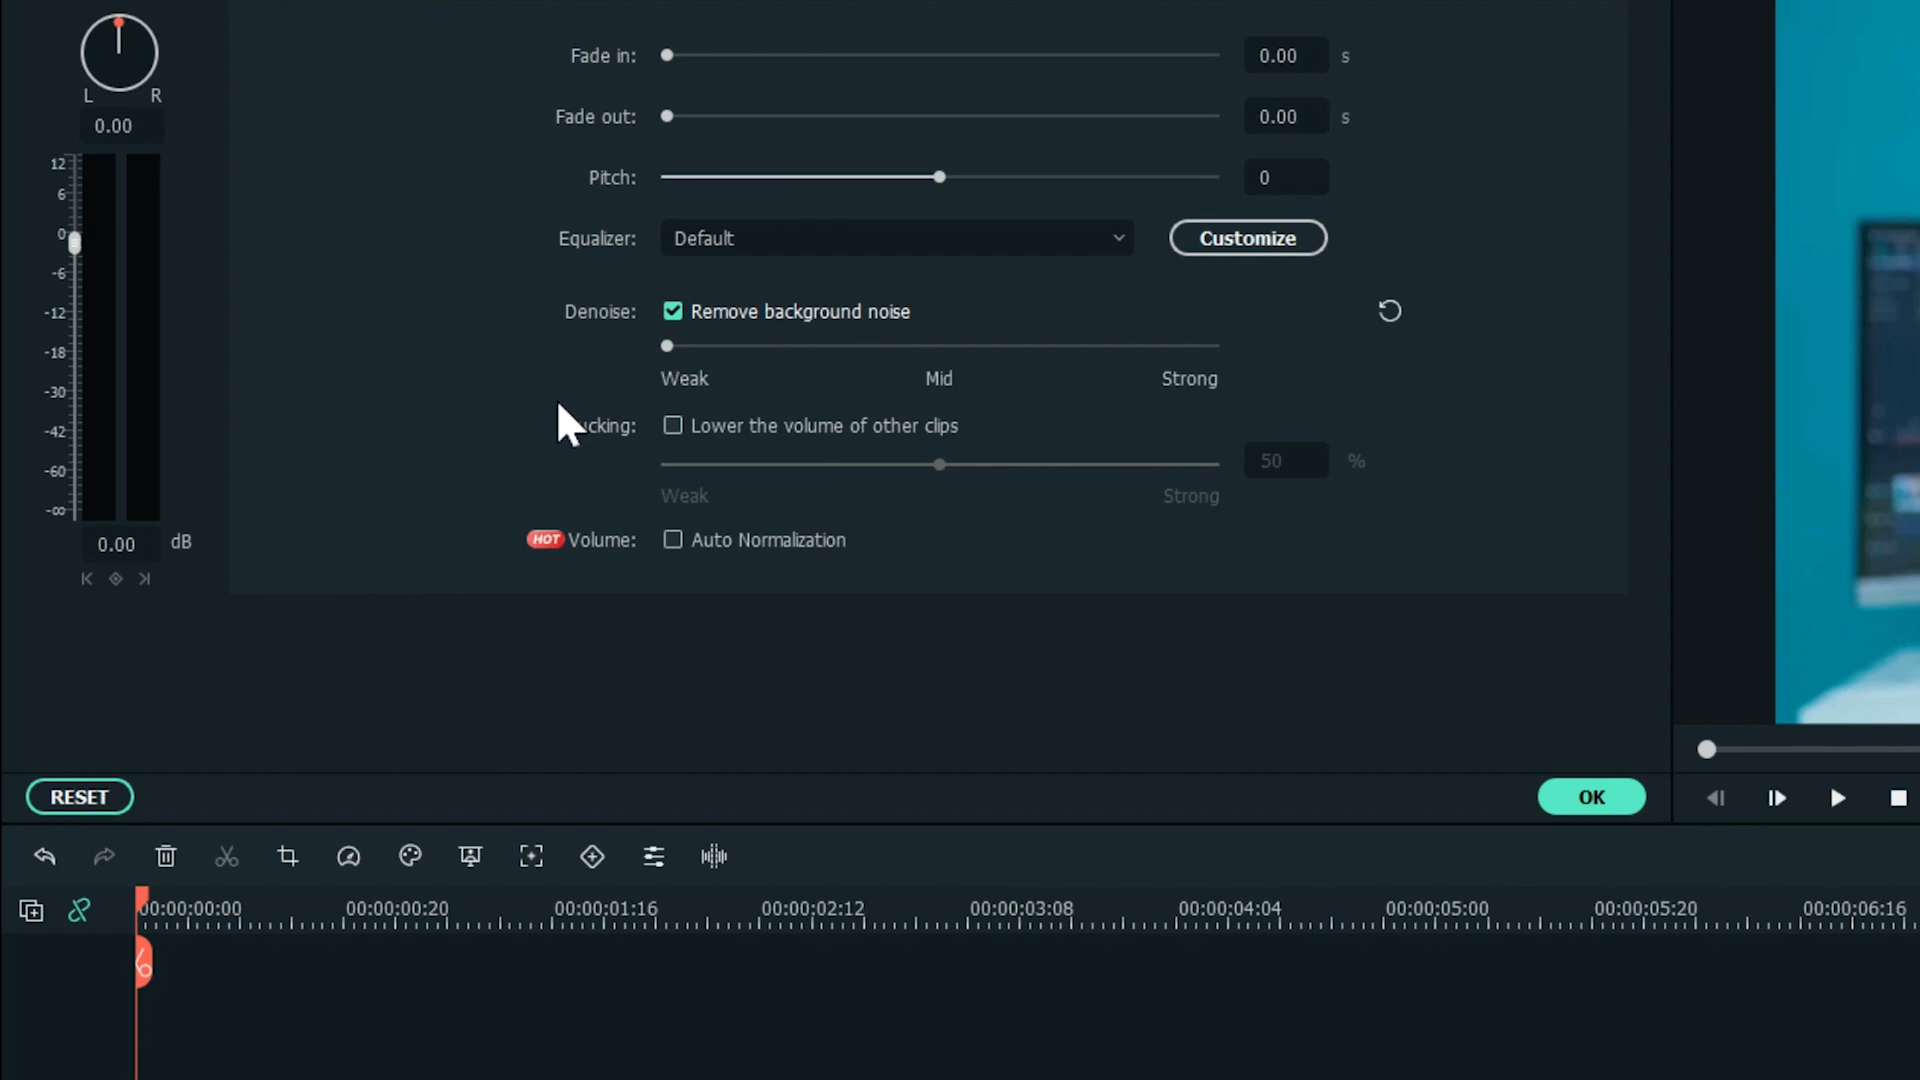 L R
0.00
12
6
0
-6
-12
-18
-30
-42
-60
-∞
0.00 dB
Fade in: 0.00 s
Fade out: 0.00 s
Pitch: 0
Equalizer: Default Customize
Denoise: Remove background noise
Weak Mid Strong
ucking: Lower the volume of other clips
50 %
Weak Strong
HOT Volume: Auto Normalization
RESET OK
00:00:00:00 00:00:00:20 00:00:01:16 00:00:02:12 00:00:03:08 00:00:04:04 00:00:05:00 00:00:05:20 00:00:06:16